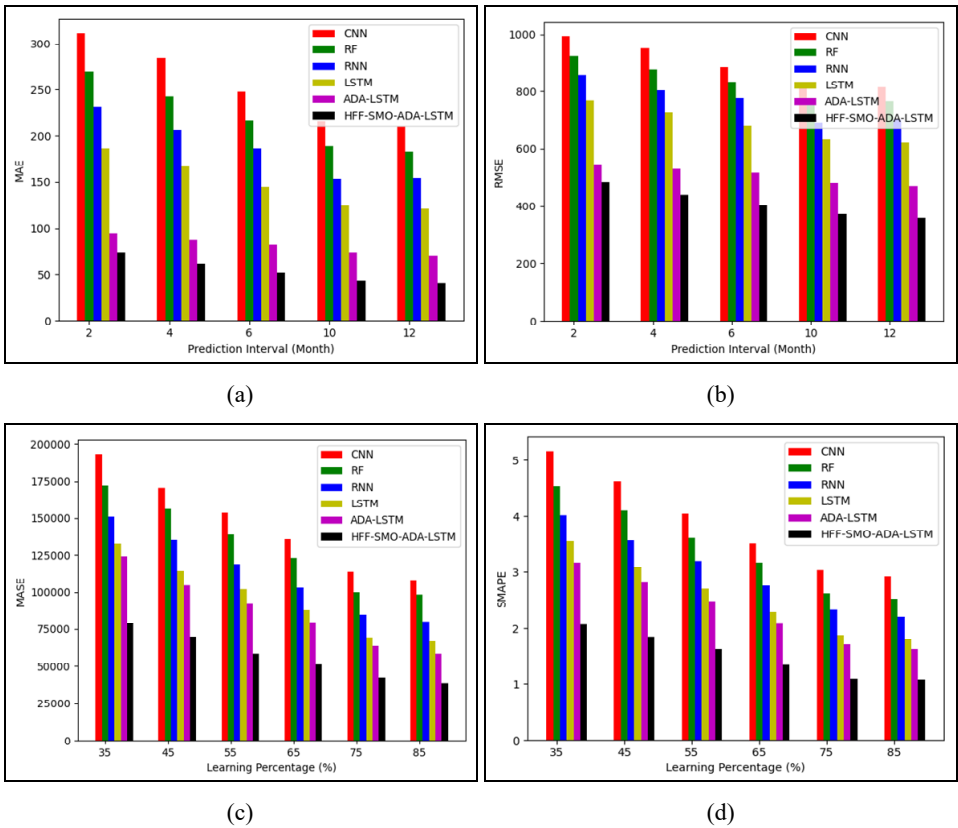 300
250
200
150
100
50
0
MAE
2
4
6
10
12
Prediction Interval (Month)
CNN
RF
RNN
LSTM
ADA-LSTM
HFF-SMO-ADA-LSTM
(a)
1000
800
600
400
200
0
RMSE
2
4
6
10
12
Prediction Interval (Month)
CNN
RF
RNN
LSTM
ADA-LSTM
HFF-SMO-ADA-LSTM
(b)
200000
175000
150000
125000
100000
75000
50000
25000
0
MASE
35
45
55
65
75
85
Learning Percentage (%)
CNN
RF
RNN
LSTM
ADA-LSTM
HFF-SMO-ADA-LSTM
(c)
5
4
3
2
1
0
SMAPE
35
45
55
65
75
85
Learning Percentage (%)
CNN
RF
RNN
LSTM
ADA-LSTM
HFF-SMO-ADA-LSTM
(d)